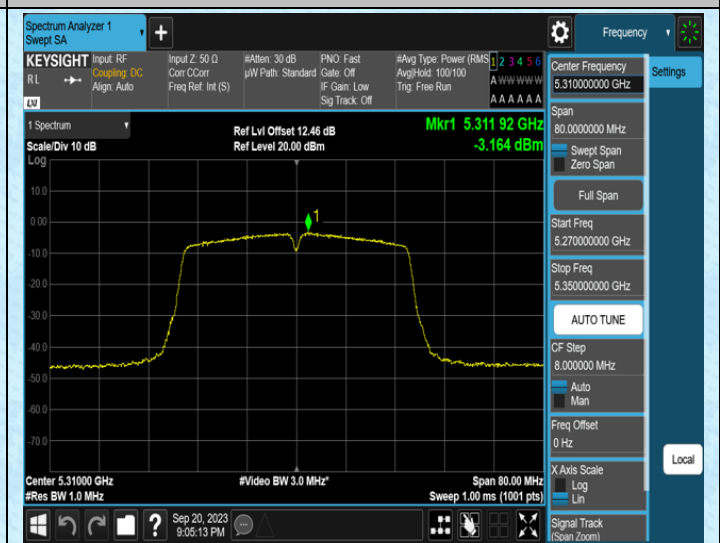 Spectrum Analyzer 1
Swept SA
+
Frequency
KEYSIGHT
RL
LXI
Input: RF
Coupling: DC
Align: Auto
Input Z: 50 Ω
Corr CCorr
Freq Ref: Int (S)
#Atten: 30 dB
µW Path: Standard
PNO: Fast
Gate: Off
IF Gain: Low
Sig Track: Off
#Avg Type: Power (RMS
Avg|Hold: 100/100
Trig: Free Run
1 2 3 4 5 6
A W W W W W
A A A A A A
1 Spectrum
Scale/Div 10 dB
Ref Lvl Offset 12.46 dB
Ref Level 20.00 dBm
Mkr1 5.311 92 GHz
-3.164 dBm
Log
10.0
0.00
-10.0
-20.0
-30.0
-40.0
-50.0
-60.0
-70.0
1
Center 5.31000 GHz
#Res BW 1.0 MHz
#Video BW 3.0 MHz*
Span 80.00 MHz
Sweep 1.00 ms (1001 pts)
Sep 20, 2023
9:05:13 PM
Center Frequency
5.310000000 GHz
Span
80.0000000 MHz
Swept Span
Zero Span
Full Span
Start Freq
5.270000000 GHz
Stop Freq
5.350000000 GHz
AUTO TUNE
CF Step
8.000000 MHz
Auto
Man
Freq Offset
0 Hz
X Axis Scale
Log
Lin
Signal Track
(Span Zoom)
Settings
Local